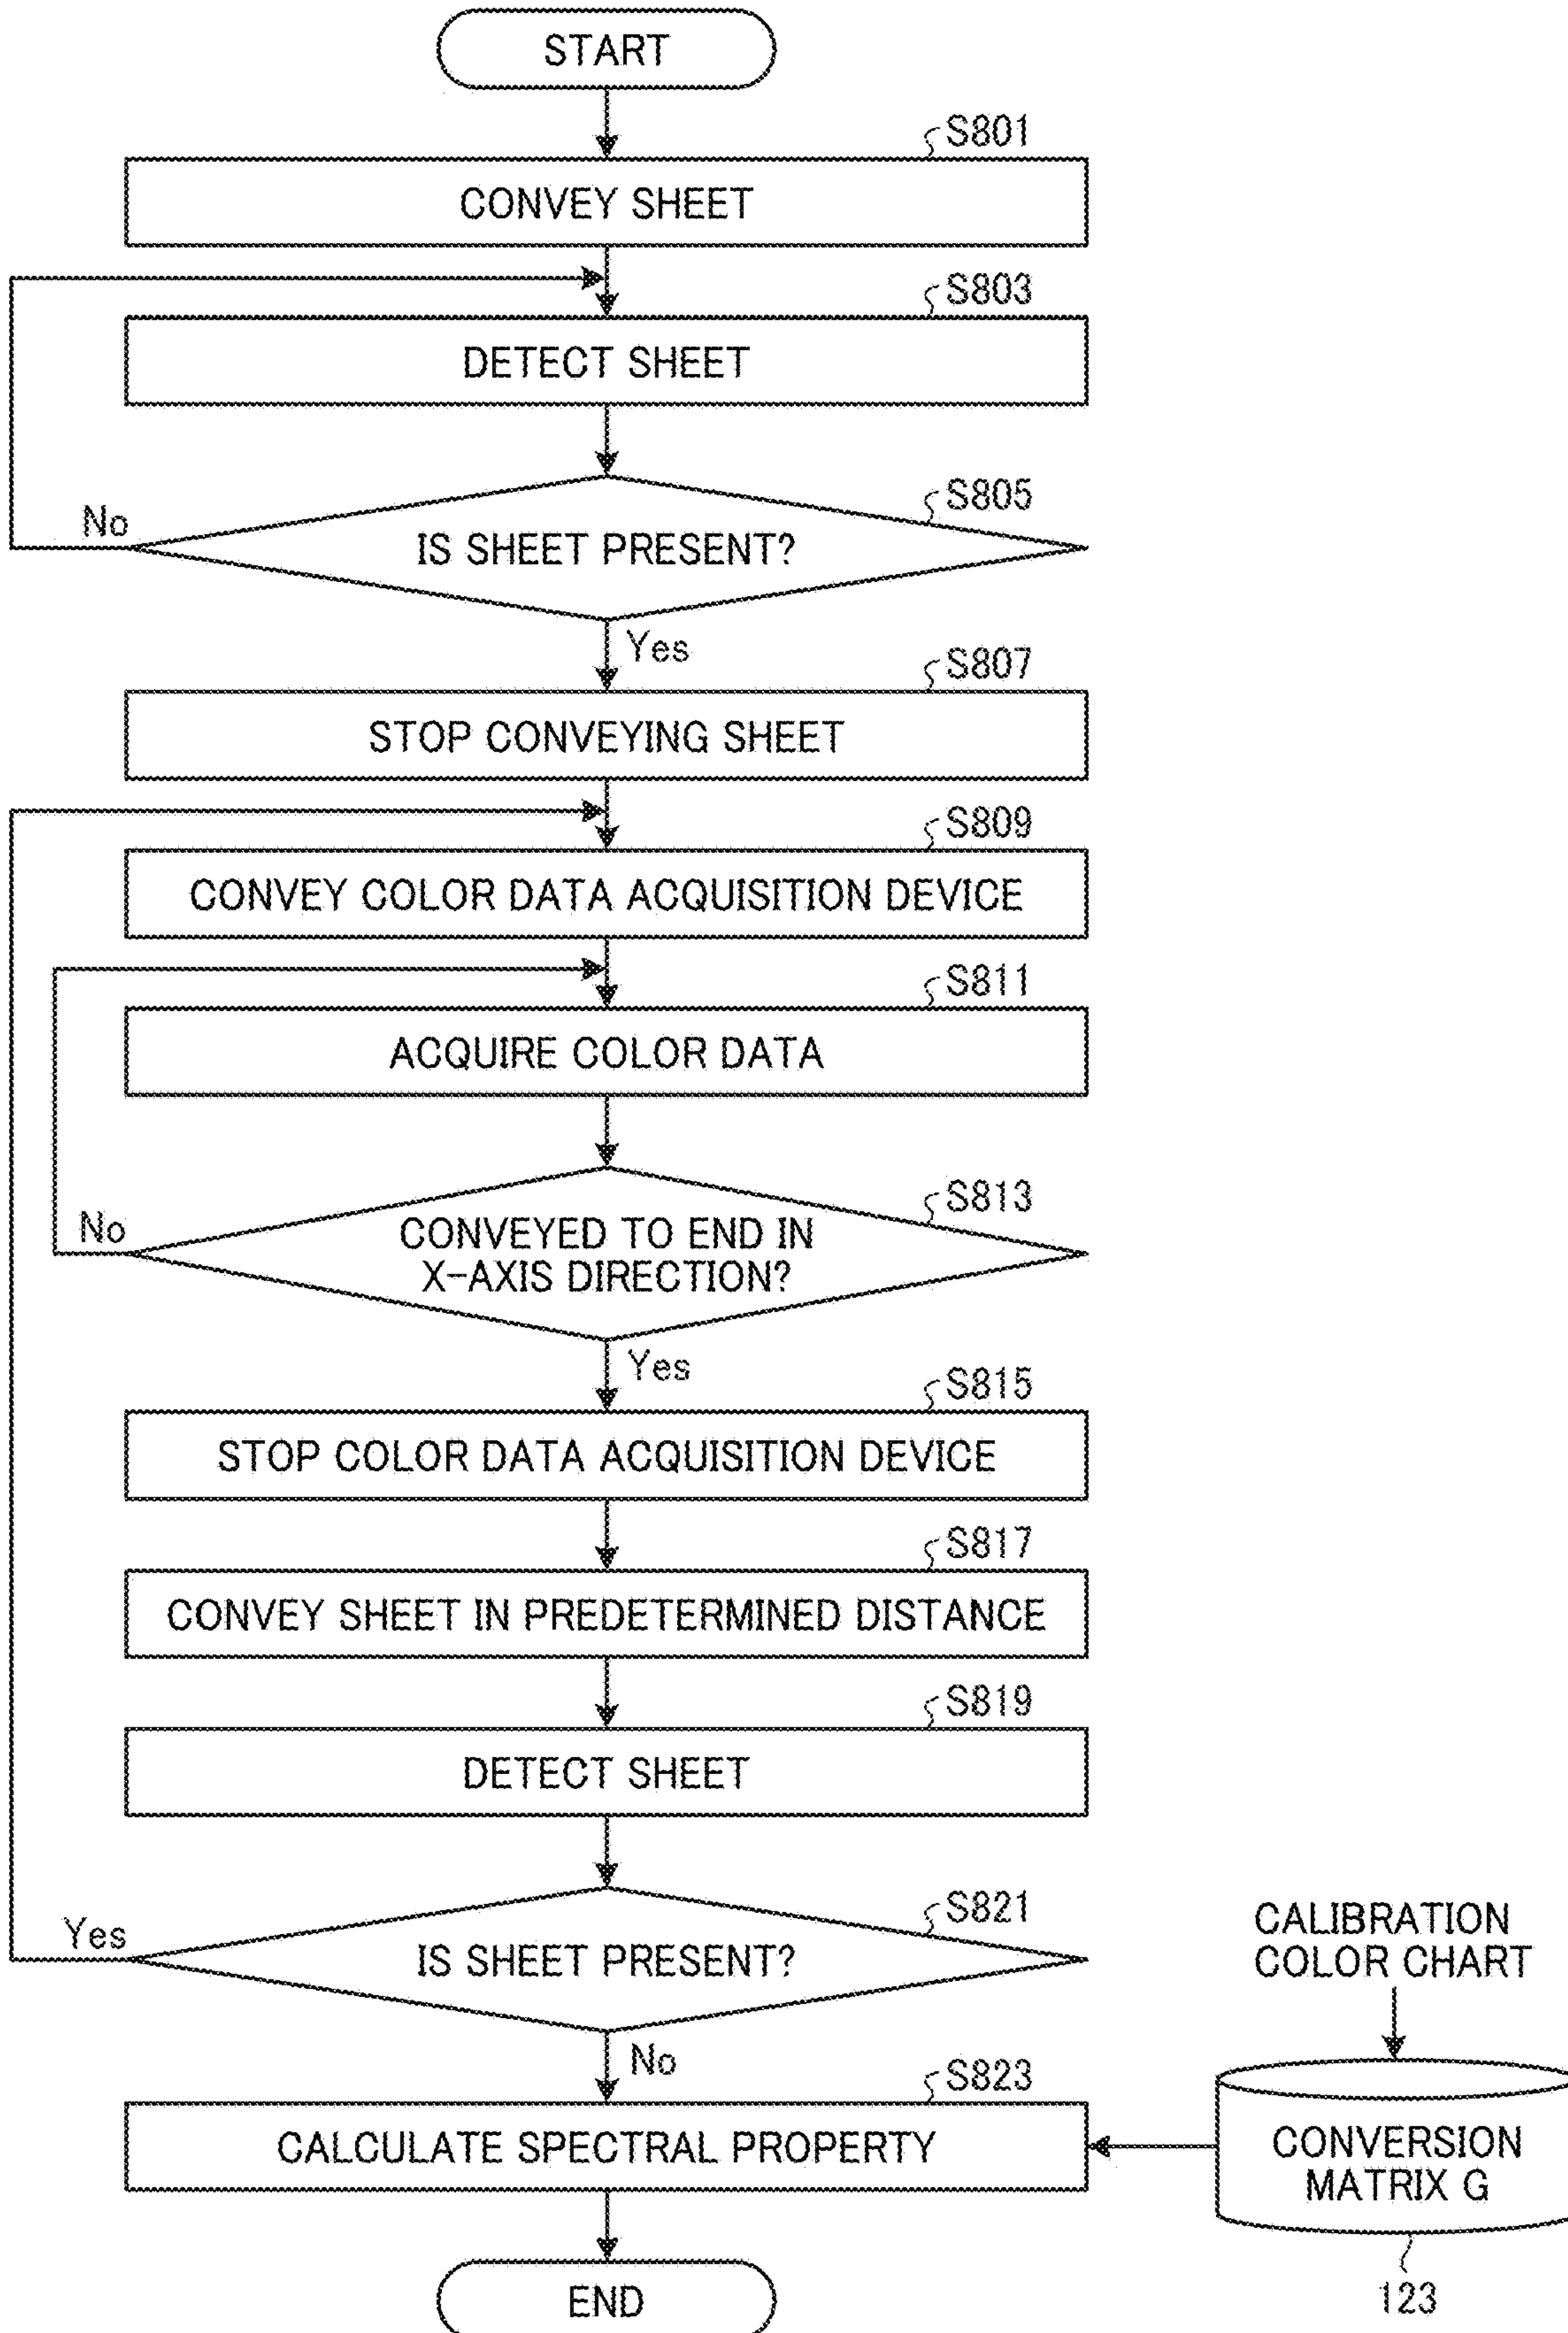 START
S801
CONVEY SHEET
S803
DETECT SHEET
S805
No
IS SHEET PRESENT?
Yes
S807
STOP CONVEYING SHEET
S809
CONVEY COLOR DATA ACQUISITION DEVICE
S811
ACQUIRE COLOR DATA
S813
No
CONVEYED TO END IN
X-AXIS DIRECTION?
Yes
S815
STOP COLOR DATA ACQUISITION DEVICE
S817
CONVEY SHEET IN PREDETERMINED DISTANCE
S819
DETECT SHEET
S821
Yes
IS SHEET PRESENT?
No
CALIBRATION
COLOR CHART
S823
CALCULATE SPECTRAL PROPERTY
CONVERSION
MATRIX G
123
END